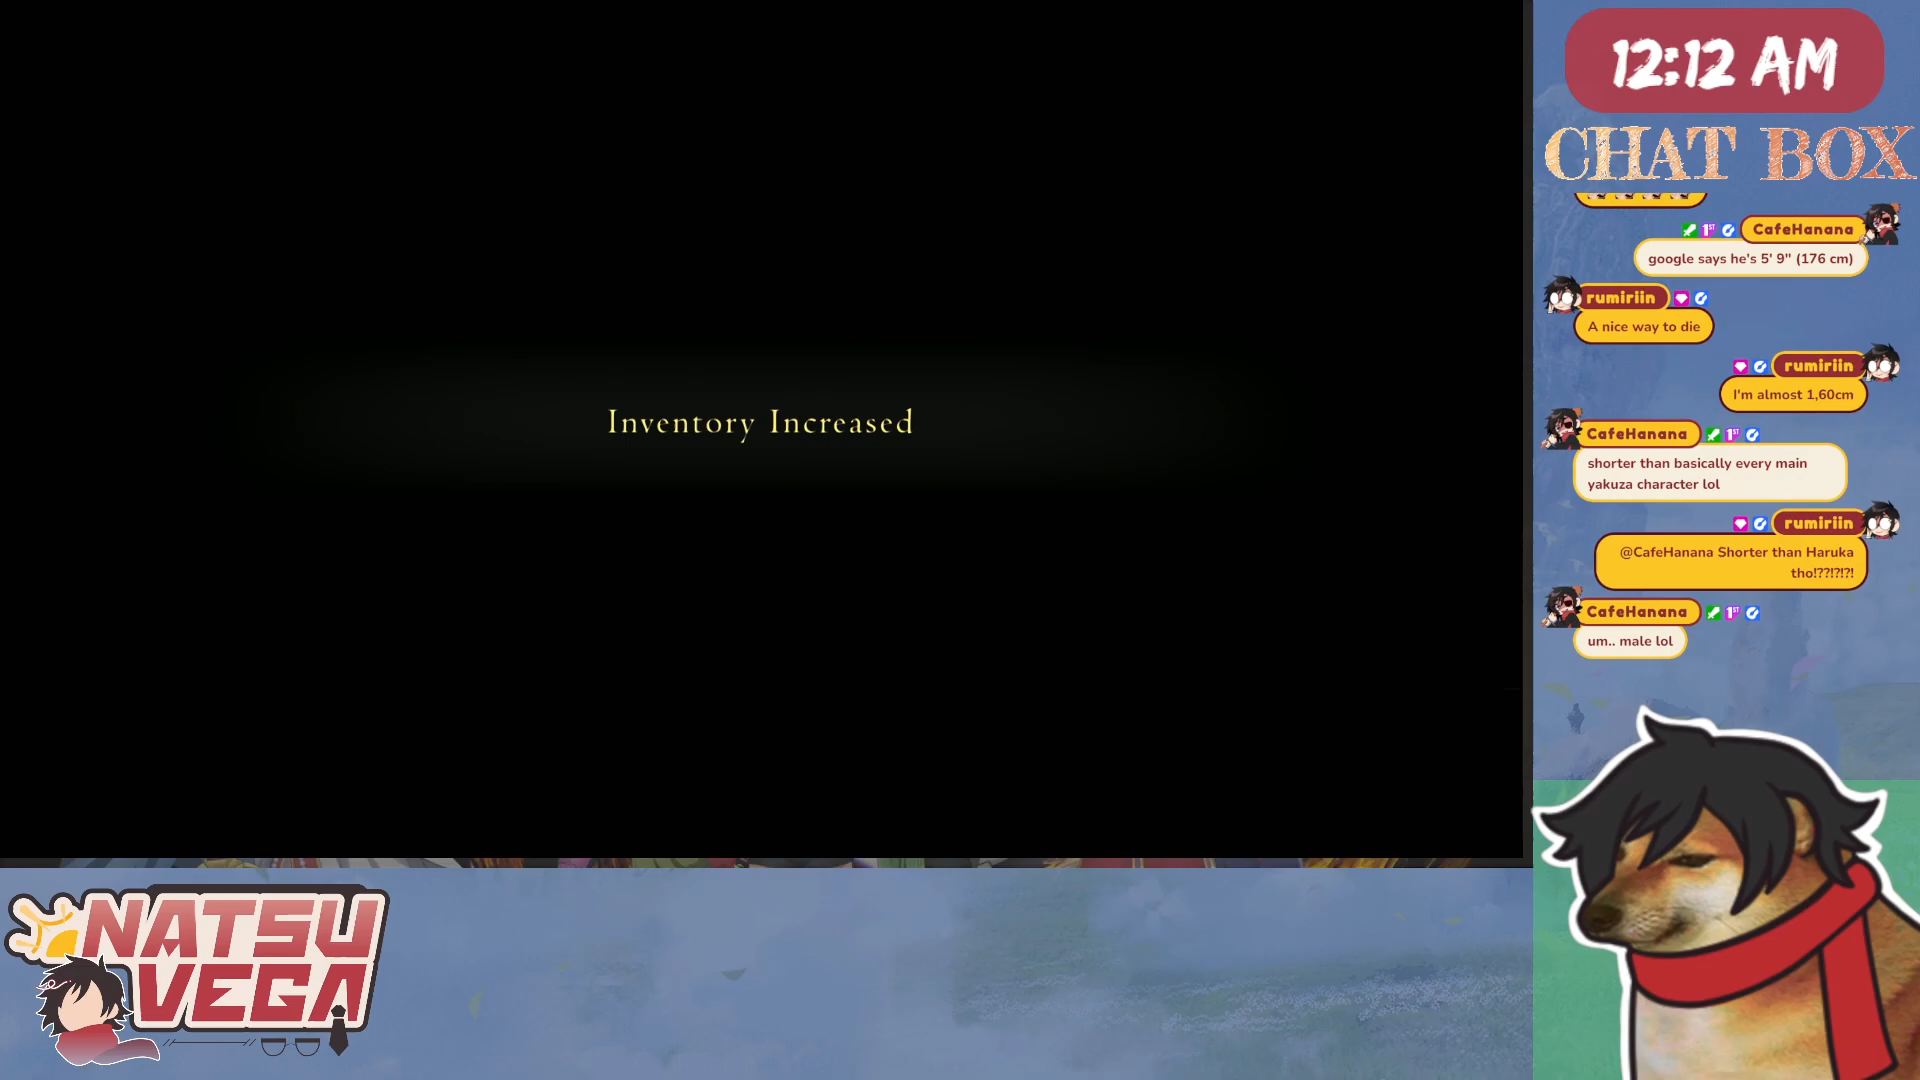 12:12 AM
CHAT BOX
CafeHanana
google says he's 5' 9" (176 cm)
rumiriin
A nice way to die
rumiriin
I'm almost 1,60cm
CafeHanana
shorter than basically every main
yakuza character lol
rumiriin
@CafeHanana Shorter than Haruka
tho!??!?!?!
CafeHanana
um.. male lol
Inventory Increased
NATSU
VEGA